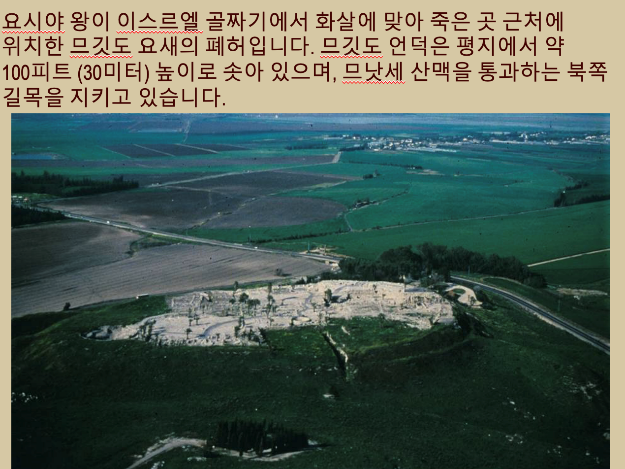 요시야 왕이 이스르엘 골짜기에서 화살에 맞아 죽은 곳 근처에
위치한 므깃도 요새의 폐허입니다. 므깃도 언덕은 평지에서 약
100피트 (30미터) 높이로 솟아 있으며, 므낫세 산맥을 통과하는 북쪽
길목을 지키고 있습니다.